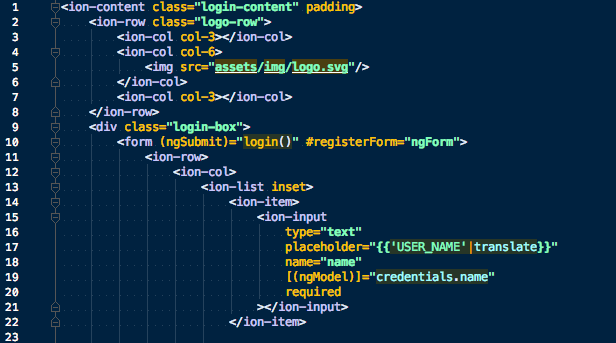 1 <ion-content class="login-content" padding>
2 <ion-row class="logo-row">
3 <ion-col col-3></ion-col>
4 <ion-col col-6>
5 <img src="assets/img/logo.svg"/>
6 </ion-col>
7 <ion-col col-3></ion-col>
8 </ion-row>
9 <div class="login-box">
10 <form (ngSubmit)="login()" #registerForm="ngForm">
11 <ion-row>
12 <ion-col>
13 <ion-list inset>
14 <ion-item>
15 <ion-input
16 type="text"
17 placeholder="{{'USER_NAME'|translate}}"
18 name="name"
19 [(ngModel)]="credentials.name"
20 required
21 ></ion-input>
22 </ion-item>
23